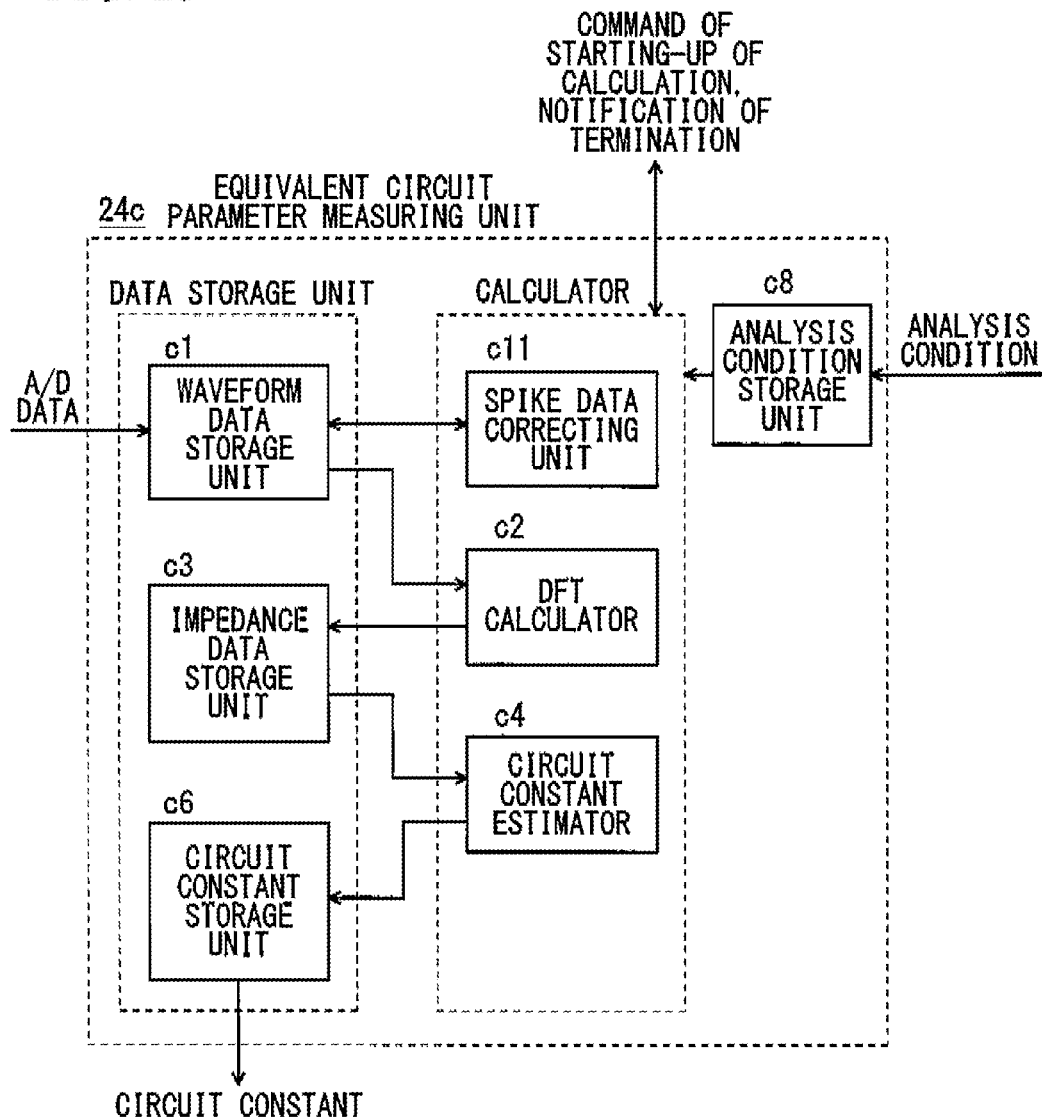 COMMAND OF
STARTING-UP OF
CALCULATION,
NOTIFICATION OF
TERMINATION
EQUIVALENT CIRCUIT
24c PARAMETER MEASURING UNIT
DATA STORAGE UNIT
CALCULATOR
c8
ANALYSIS
CONDITION
STORAGE
UNIT
ANALYSIS
CONDITION
A/D
DATA
c1
WAVEFORM
DATA
STORAGE
UNIT
c11
SPIKE DATA
CORRECTING
UNIT
c2
DFT
CALCULATOR
c3
IMPEDANCE
DATA
STORAGE
UNIT
c4
CIRCUIT
CONSTANT
ESTIMATOR
c6
CIRCUIT
CONSTANT
STORAGE
UNIT
CIRCUIT CONSTANT